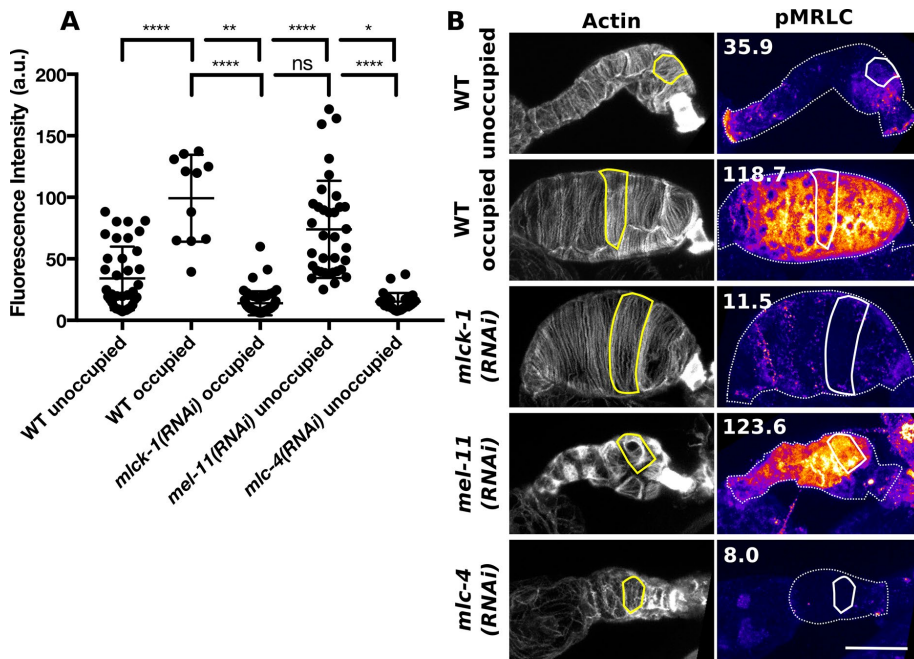 A
**** ** **** *
**** ns ****
Fluorescence Intensity (a.u.)
200
150
100
50
0
WT unoccupied
WT occupied
mlck-1(RNAi) occupied
mel-11(RNAi) unoccupied
mlc-4(RNAi) unoccupied
B
Actin
pMRLC
WT
unoccupied
35.9
WT
occupied
118.7
mlck-1
(RNAi)
11.5
mel-11
(RNAi)
123.6
mlc-4
(RNAi)
8.0